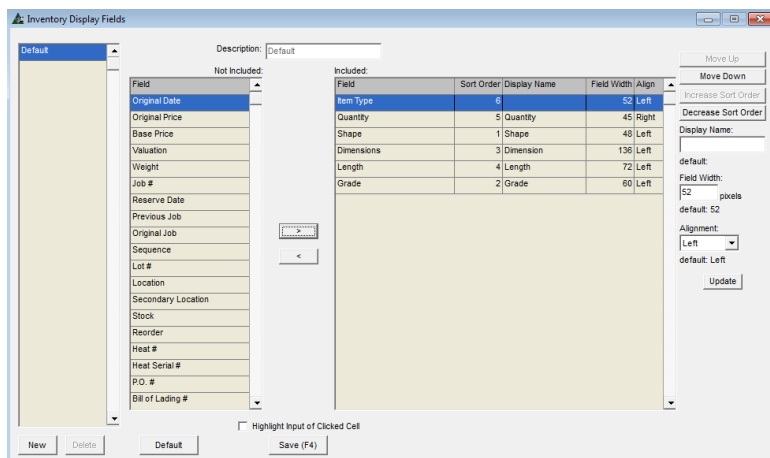 Inventory Display Fields
Default
Description: Default
Not Included:
Field
Original Date
Original Price
Base Price
Valuation
Weight
Job #
Reserve Date
Previous Job
Original Job
Sequence
Lot #
Location
Secondary Location
Stock
Reorder
Heat #
Heat Serial #
P.O. #
Bill of Lading #
>
<
Included:
Field Sort Order Display Name Field Width Align
Item Type 6 52 Left
Quantity 5 Quantity 45 Right
Shape 1 Shape 48 Left
Dimensions 3 Dimension 136 Left
Length 4 Length 72 Left
Grade 2 Grade 60 Left
Move Up
Move Down
Increase Sort Order
Decrease Sort Order
Display Name:
default:
Field Width:
52 pixels
default: 52
Alignment:
Left
default: Left
Update
Highlight Input of Clicked Cell
New Delete Default Save (F4)